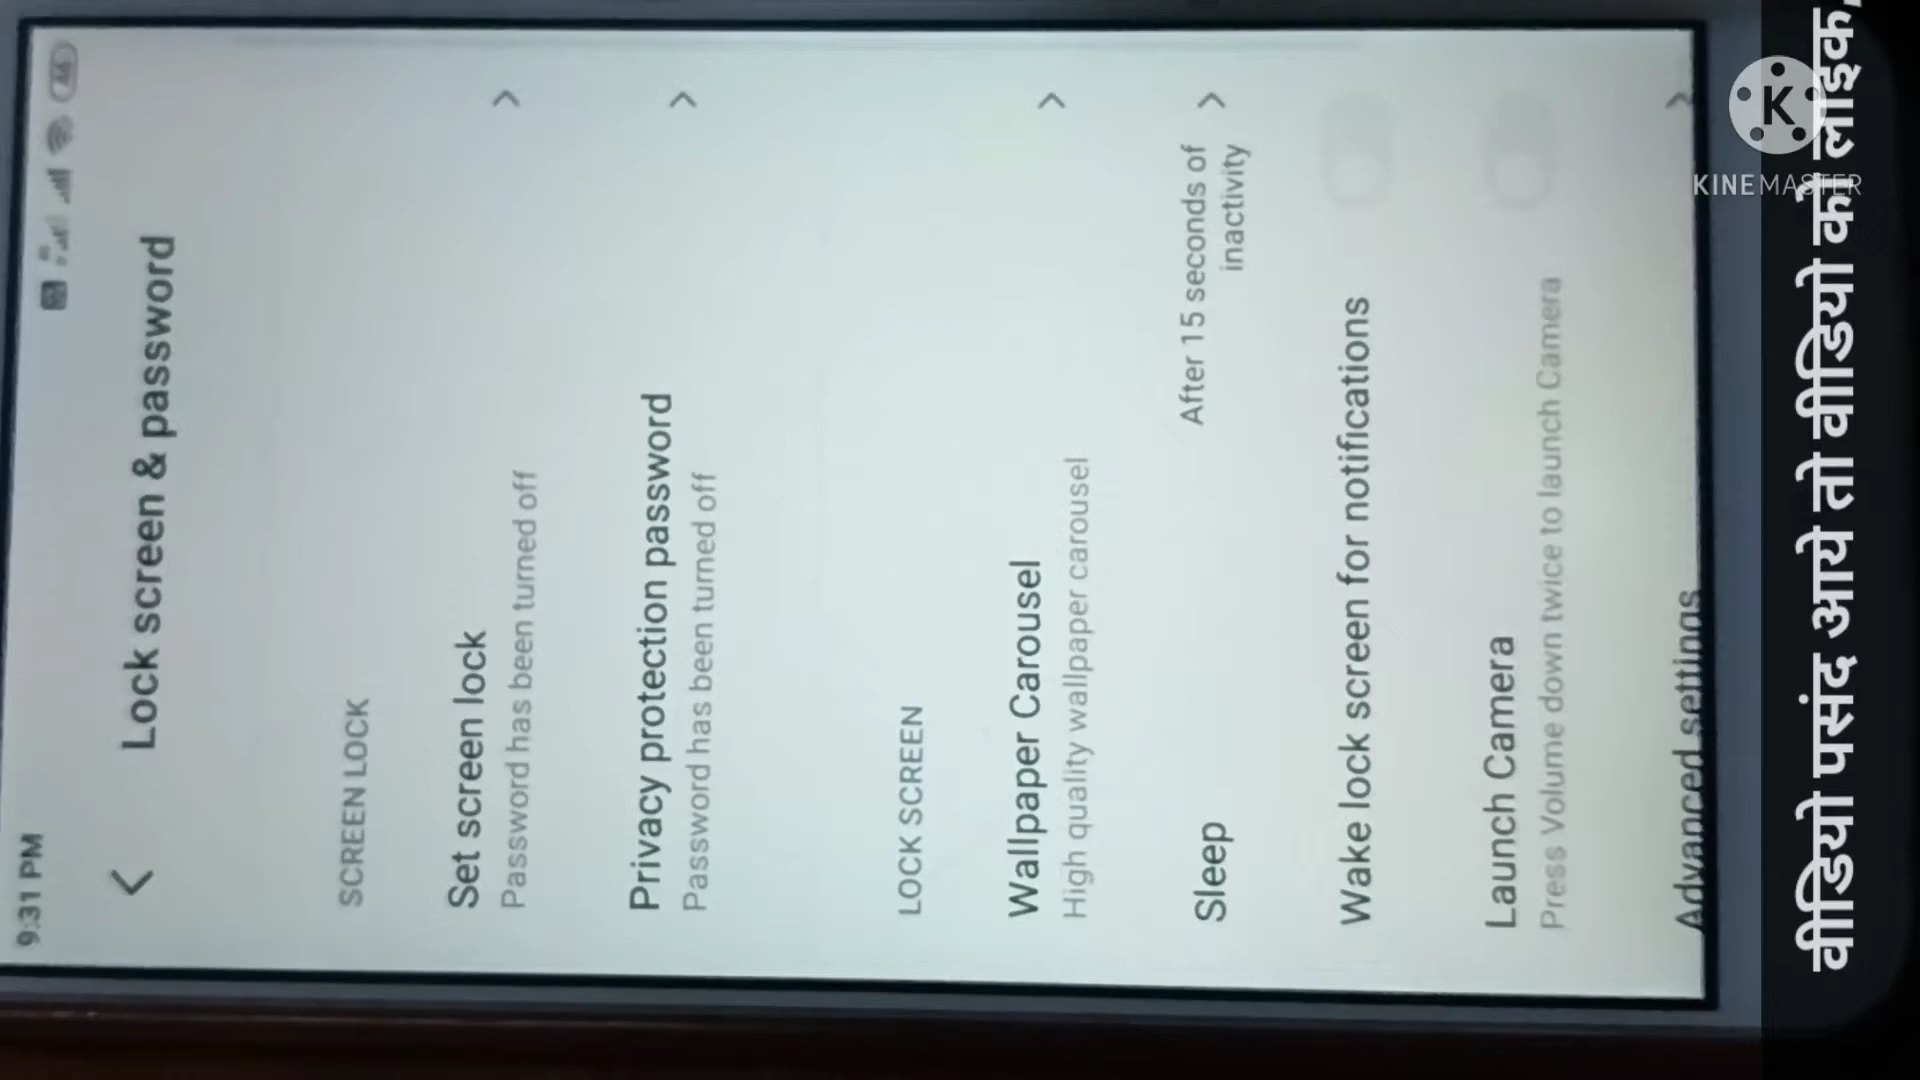 9:31 PM
46
Lock screen & password
SCREEN LOCK
Set screen lock
Password has been turned off
Privacy protection password
Password has been turned off
LOCK SCREEN
Wallpaper Carousel
High quality wallpaper carousel
Sleep
After 15 seconds of
inactivity
Wake lock screen for notifications
Launch Camera
Press Volume down twice to launch Camera
Advanced settings
K
KINEMASTER
वीडियो पसंद आये तो वीडियो को लाइक,